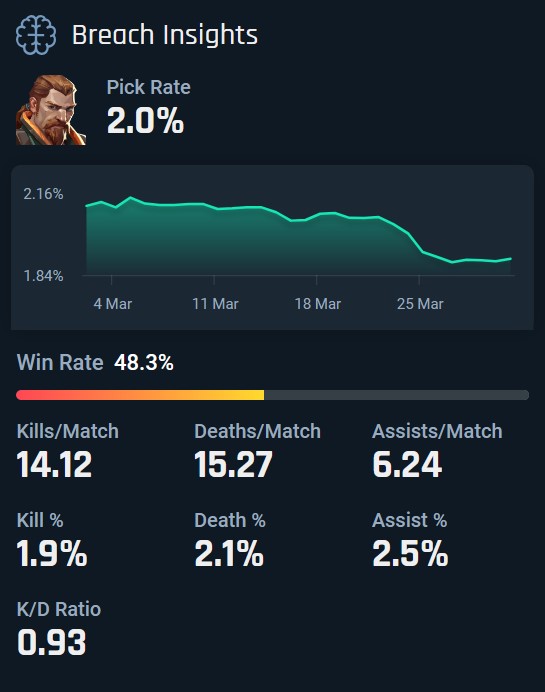 Breach Insights
Pick Rate
2.0%
2.16%
1.84%
4 Mar 11 Mar 18 Mar 25 Mar
Win Rate 48.3%
Kills/Match Deaths/Match Assists/Match
14.12 15.27 6.24
Kill % Death % Assist %
1.9% 2.1% 2.5%
K/D Ratio
0.93